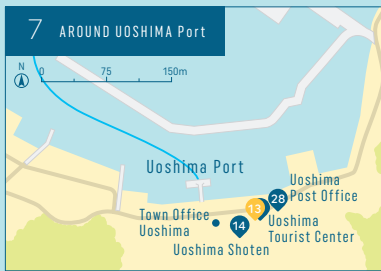 7 AROUND UOSHIMA Port
N
0 75 150m
Uoshima Port
Uoshima
Post Office
28
13
Town Office
Uoshima
14
Uoshima
Tourist Center
Uoshima Shoten